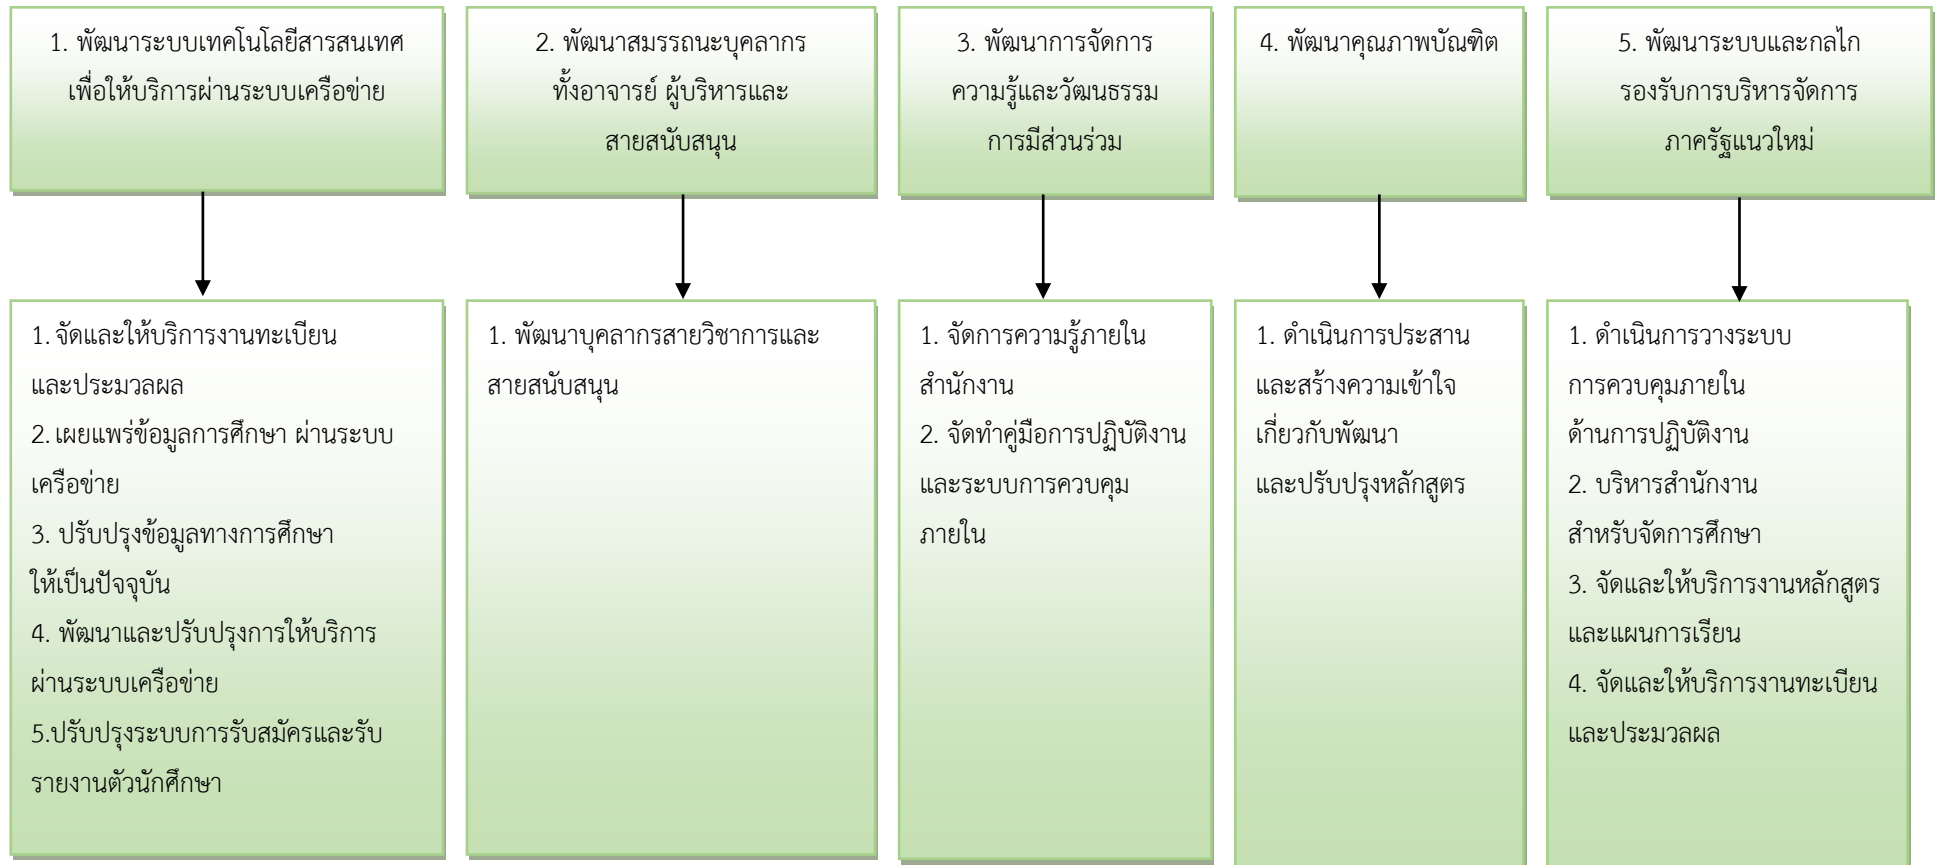 1. พัฒนาระบบเทคโนโลยีสารสนเทศ
เพื่อให้บริการผ่านระบบเครือข่าย
2. พัฒนาสมรรถนะบุคลากร
ทั้งอาจารย์ ผู้บริหารและ
สายสนับสนุน
3. พัฒนาการจัดการ
ความรู้และวัฒนธรรม
การมีส่วนร่วม
4. พัฒนาคุณภาพบัณฑิต
5. พัฒนาระบบและกลไก
รองรับการบริหารจัดการ
ภาครัฐแนวใหม่
1. จัดและให้บริการงานทะเบียน
และประมวลผล
2. เผยแพร่ข้อมูลการศึกษา ผ่านระบบ
เครือข่าย
3. ปรับปรุงข้อมูลทางการศึกษา
ให้เป็นปัจจุบัน
4. พัฒนาและปรับปรุงการให้บริการ
ผ่านระบบเครือข่าย
5.ปรับปรุงระบบการรับสมัครและรับ
รายงานตัวนักศึกษา
1. พัฒนาบุคลากรสายวิชาการและ
สายสนับสนุน
1. จัดการความรู้ภายใน
สำนักงาน
2. จัดทำคู่มือการปฏิบัติงาน
และระบบการควบคุม
ภายใน
1. ดำเนินการประสาน
และสร้างความเข้าใจ
เกี่ยวกับพัฒนา
และปรับปรุงหลักสูตร
1. ดำเนินการวางระบบ
การควบคุมภายใน
ด้านการปฏิบัติงาน
2. บริหารสำนักงาน
สำหรับจัดการศึกษา
3. จัดและให้บริการงานหลักสูตร
และแผนการเรียน
4. จัดและให้บริการงานทะเบียน
และประมวลผล